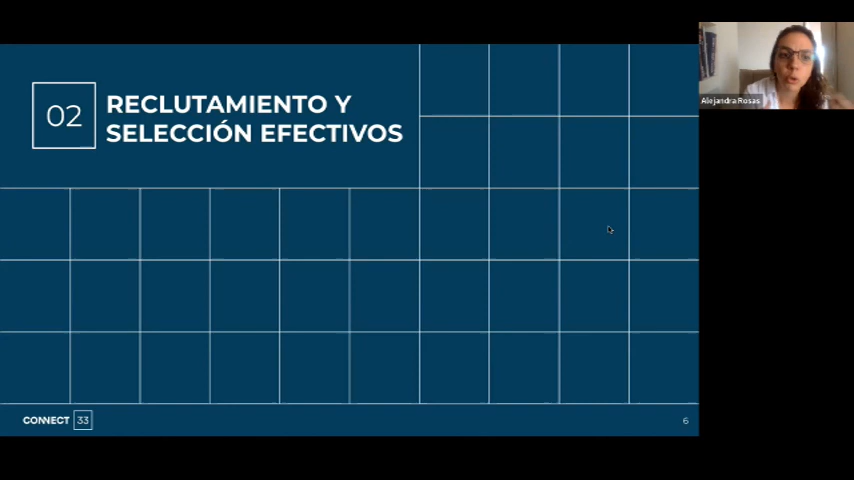 02
RECLUTAMIENTO Y
SELECCIÓN EFECTIVOS
Alejandra Rosas
CONNECT 33
6